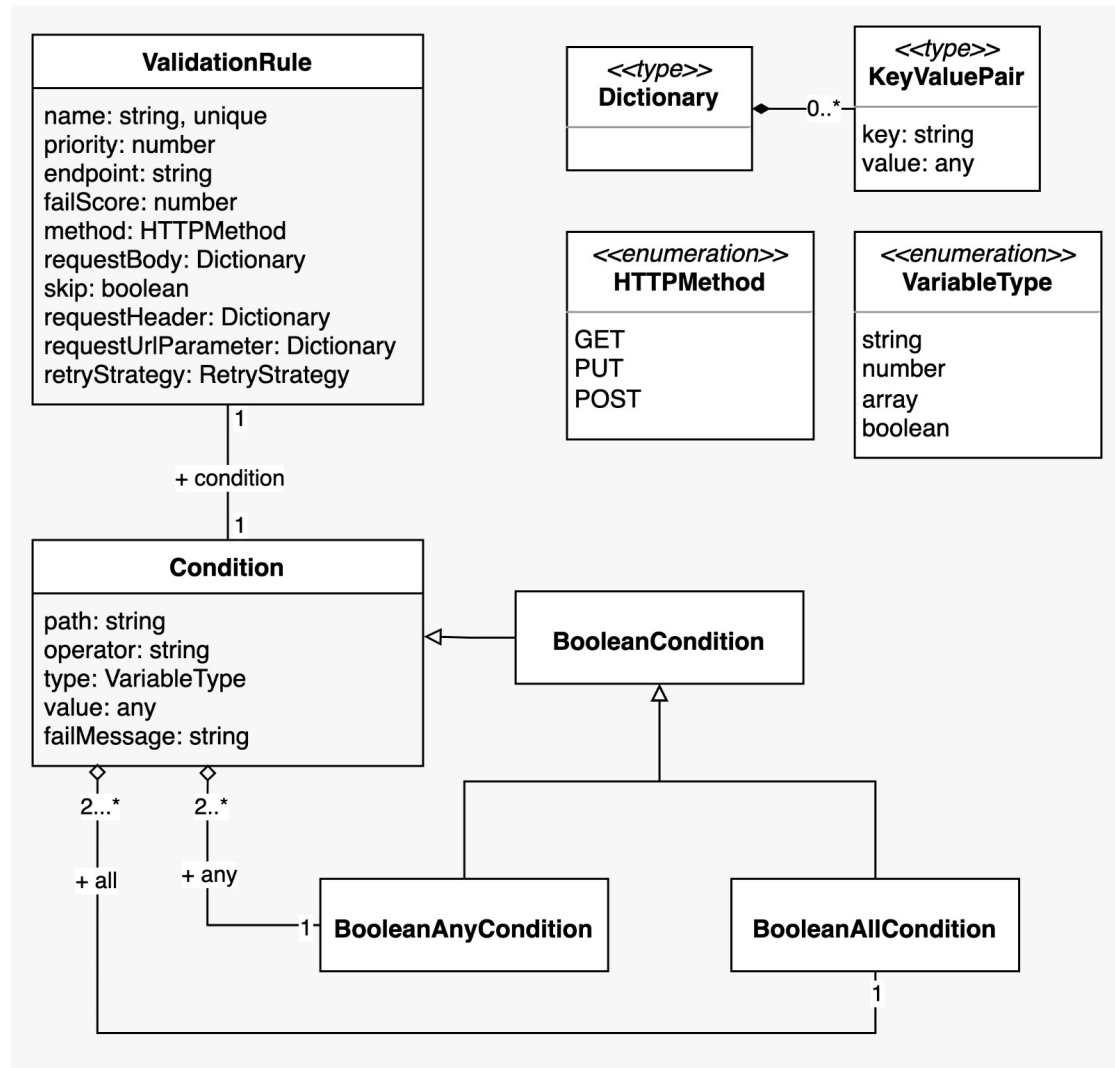 ValidationRule
name: string, unique
priority: number
endpoint: string
failScore: number
method: HTTPMethod
requestBody: Dictionary
skip: boolean
requestHeader: Dictionary
requestUrlParameter: Dictionary
retryStrategy: RetryStrategy
<<type>>
Dictionary
0..*
<<type>>
KeyValuePair
key: string
value: any
<<enumeration>>
HTTPMethod
GET
PUT
POST
<<enumeration>>
VariableType
string
number
array
boolean
1
+ condition
1
Condition
path: string
operator: string
type: VariableType
value: any
failMessage: string
BooleanCondition
2...*
2..*
+ all
+ any
1
BooleanAnyCondition
BooleanAllCondition
1